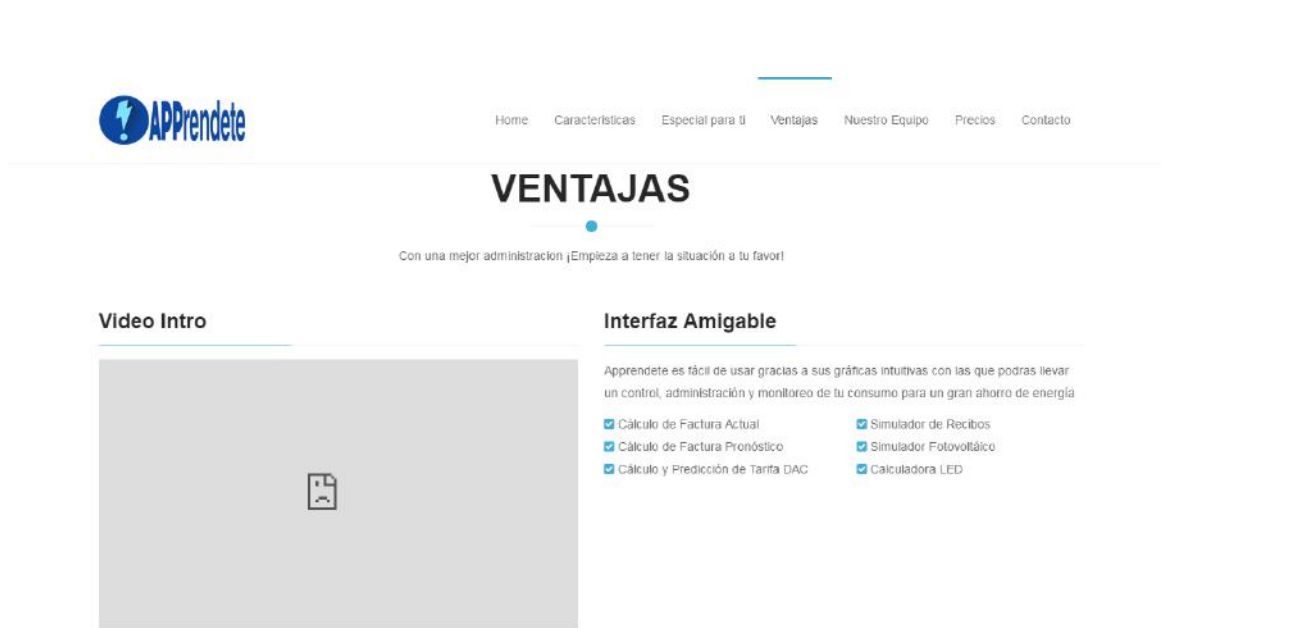 APPrendete
Home Características Especial para ti Ventajas Nuestro Equipo Precios Contacto
VENTAJAS
Con una mejor administracion ¡Empieza a tener la situación a tu favor!
Video Intro
Interfaz Amigable
Apprendete es fácil de usar gracias a sus gráficas intuitivas con las que podras llevar
un control, administración y monitoreo de tu consumo para un gran ahorro de energía
Cálculo de Factura Actual
Cálculo de Factura Pronóstico
Cálculo y Predicción de Tarifa DAC
Simulador de Recibos
Simulador Fotovoltáico
Calculadora LED